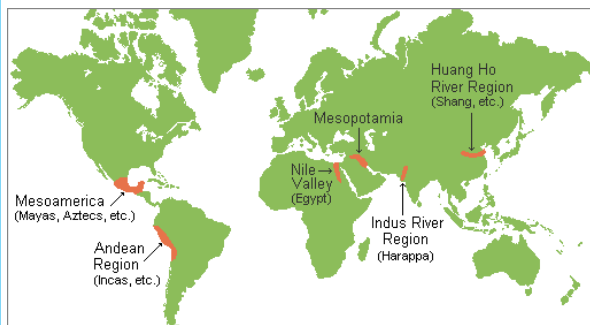 Huang Ho
River Region
(Shang, etc.)
Mesopotamia
Nile
Valley
(Egypt)
Indus River
Region
(Harappa)
Mesoamerica
(Mayas, Aztecs, etc.)
Andean
Region
(Incas, etc.)